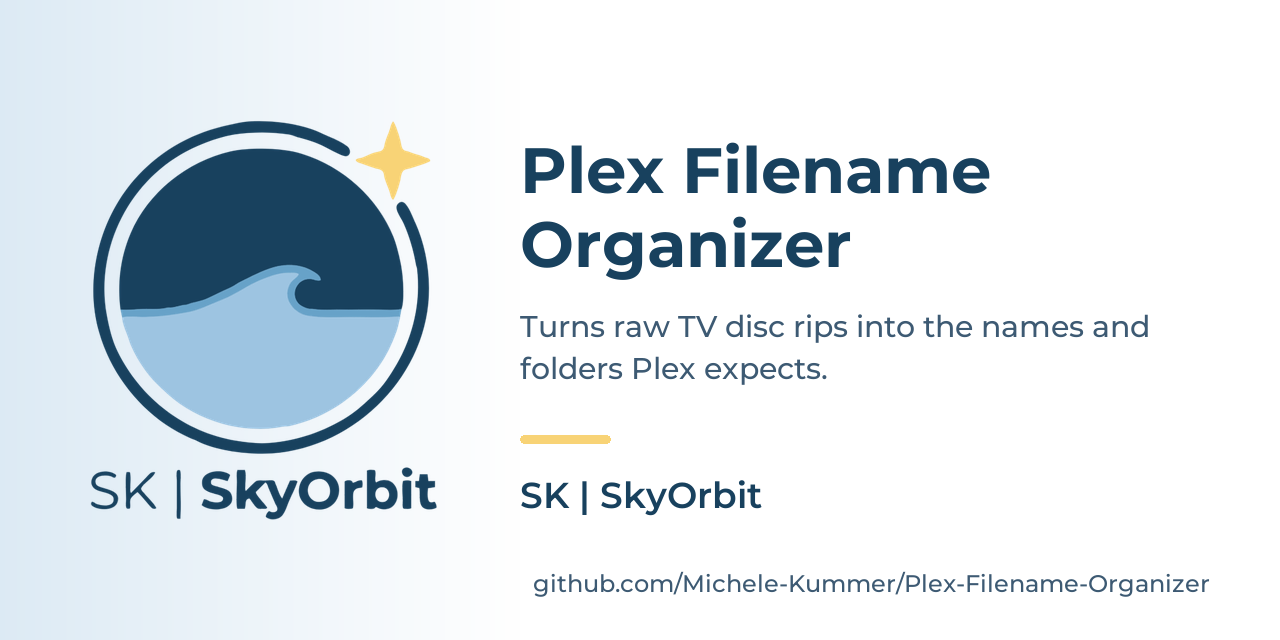 Plex Filename
Organizer
Turns raw TV disc rips into the names and
folders Plex expects.
SK | SkyOrbit
SK | SkyOrbit
github.com/Michele-Kummer/Plex-Filename-Organizer